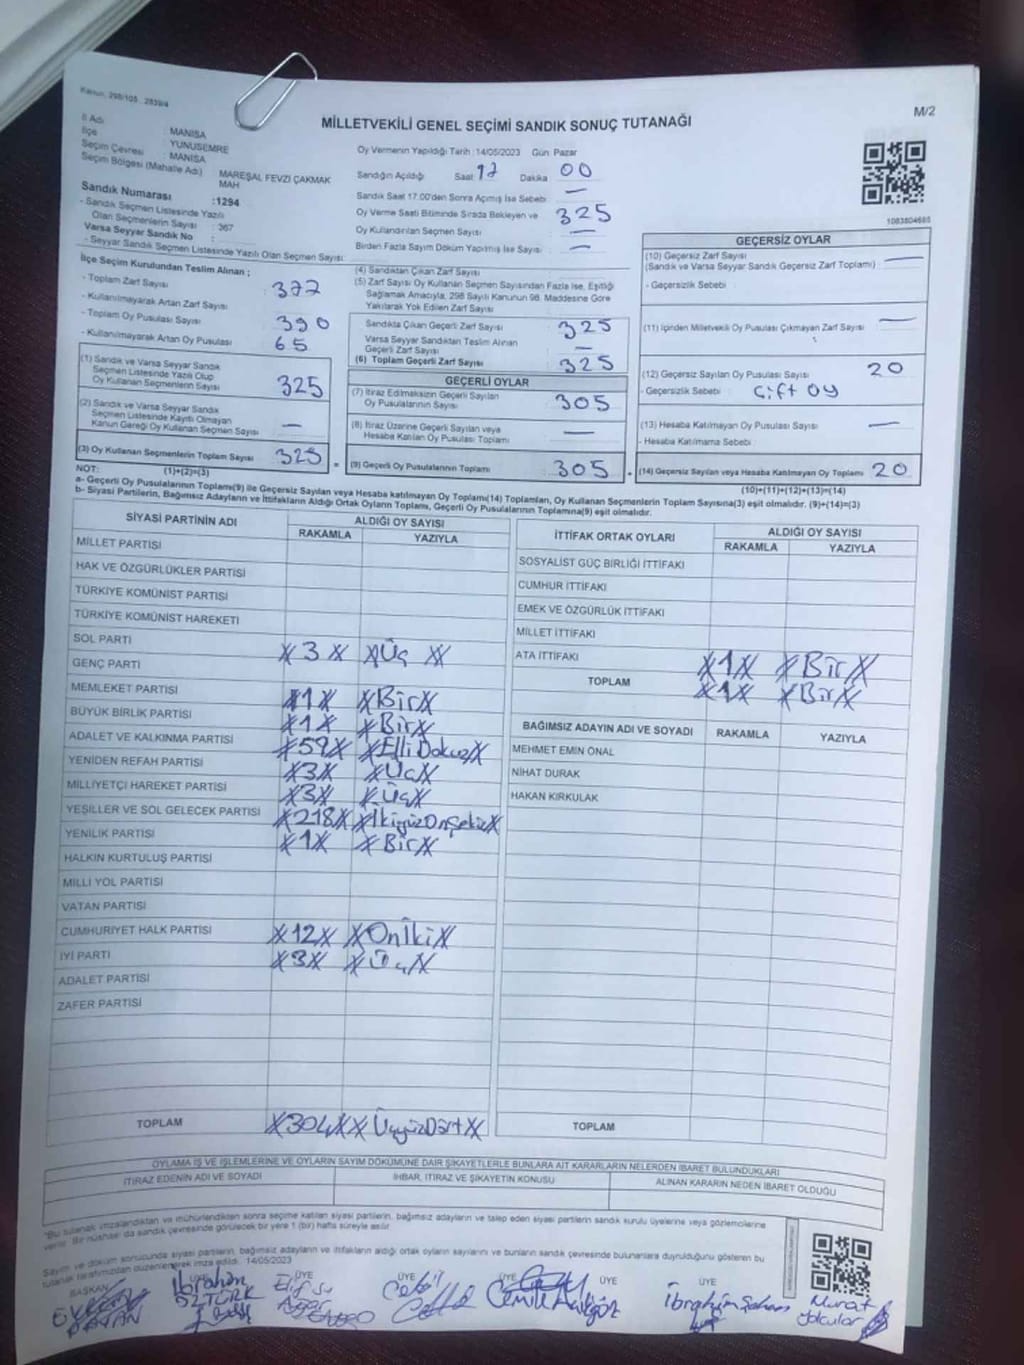 Kanun: 298/105 , 2839/4
M/2
MİLLETVEKİLİ GENEL SEÇİMİ SANDIK SONUÇ TUTANAĞI
İl Adı : MANİSA
İlçe : YUNUSEMRE
Seçim Çevresi : MANİSA
Seçim Bölgesi (Mahalle Adı) : MAREŞAL FEVZİ ÇAKMAK MAH
Sandık Numarası : 1294
- Sandık Seçmen Listesinde Yazılı
Olan Seçmenlerin Sayısı : 367
Varsa Seyyar Sandık No :
- Seyyar Sandık Seçmen Listesinde Yazılı Olan Seçmen Sayısı:
Oy Vermenin Yapıldığı Tarih :14/05/2023 Gün: Pazar
Sandığın Açıldığı Saat 17 Dakika 00
Sandık Saat 17.00'den Sonra Açılmış İse Sebebi: —
Oy Verme Saati Bitiminde Sırada Bekleyen ve 325
Oy Kullandırılan Seçmen Sayısı : —
Birden Fazla Sayım Döküm Yapılmış İse Sayısı : —
1083804685
İlçe Seçim Kurulundan Teslim Alınan ;
- Toplam Zarf Sayısı : 377
- Kullanılmayarak Artan Zarf Sayısı :
- Toplam Oy Pusulası Sayısı : 390
- Kullanılmayarak Artan Oy Pusulası : 65
(1) Sandık ve Varsa Seyyar Sandık
Seçmen Listesinde Yazılı Olup
Oy Kullanan Seçmenlerin Sayısı : 325
(2) Sandık ve Varsa Seyyar Sandık
Seçmen Listesinde Kayıtlı Olmayan
Kanun Gereği Oy Kullanan Seçmen Sayısı : —
(3) Oy Kullanan Seçmenlerin Toplam Sayısı : 325
(1)+(2)=(3)
(4) Sandıktan Çıkan Zarf Sayısı :
(5) Zarf Sayısı Oy Kullanan Seçmen Sayısından Fazla İse, Eşitliği
Sağlamak Amacıyla, 298 Sayılı Kanunun 98. Maddesine Göre
Yakılarak Yok Edilen Zarf Sayısı :
Sandıkta Çıkan Geçerli Zarf Sayısı : 325
Varsa Seyyar Sandıktan Teslim Alınan
Geçerli Zarf Sayısı : —
(6) Toplam Geçerli Zarf Sayısı : 325
GEÇERLİ OYLAR
(7) İtiraz Edilmeksizin Geçerli Sayılan
Oy Pusulalarının Sayısı : 305
(8) İtiraz Üzerine Geçerli Sayılan veya
Hesaba Katılan Oy Pusulası Toplamı : —
(9) Geçerli Oy Pusulalarının Toplamı : 305
GEÇERSİZ OYLAR
(10) Geçersiz Zarf Sayısı —
(Sandık ve Varsa Seyyar Sandık Geçersiz Zarf Toplamı) :
- Geçersizlik Sebebi :
(11) İçinden Milletvekili Oy Pusulası Çıkmayan Zarf Sayısı : —
(12) Geçersiz Sayılan Oy Pusulası Sayısı : 20
- Geçersizlik Sebebi : Çift Oy
(13) Hesaba Katılmayan Oy Pusulası Sayısı : —
- Hesaba Katılmama Sebebi :
(14) Geçersiz Sayılan veya Hesaba Katılmayan Oy Toplamı : 20
(10)+(11)+(12)+(13)=(14)
NOT:
a- Geçerli Oy Pusulalarının Toplamı(9) ile Geçersiz Sayılan veya Hesaba katılmayan Oy Toplamı(14) Toplamları, Oy Kullanan Seçmenlerin Toplam Sayısına(3) eşit olmalıdır. (9)+(14)=(3)
b- Siyasi Partilerin, Bağımsız Adayların ve İttifakların Aldığı Ortak Oyların Toplamı, Geçerli Oy Pusulalarının Toplamına(9) eşit olmalıdır.
SİYASİ PARTİNİN ADI ALDIĞI OY SAYISI
RAKAMLA YAZIYLA
MİLLET PARTİSİ
HAK VE ÖZGÜRLÜKLER PARTİSİ
TÜRKİYE KOMÜNİST PARTİSİ
TÜRKİYE KOMÜNİST HAREKETİ
SOL PARTİ X3X XÜçXX
GENÇ PARTİ
MEMLEKET PARTİSİ X1X XBirX
BÜYÜK BİRLİK PARTİSİ X1X XBirX
ADALET VE KALKINMA PARTİSİ X59X XElliDokuzX
YENİDEN REFAH PARTİSİ X3X XÜçX
MİLLİYETÇİ HAREKET PARTİSİ X3X XÜçX
YEŞİLLER VE SOL GELECEK PARTİSİ X218X XİkiyüzOnSekizX
YENİLİK PARTİSİ X1X XBirX
HALKIN KURTULUŞ PARTİSİ
MİLLİ YOL PARTİSİ
VATAN PARTİSİ
CUMHURİYET HALK PARTİSİ X12X XOnİkiX
İYİ PARTİ X3X XÜçX
ADALET PARTİSİ
ZAFER PARTİSİ
TOPLAM X304XX XÜçyüzDörtXX
İTTİFAK ORTAK OYLARI ALDIĞI OY SAYISI
RAKAMLA YAZIYLA
SOSYALİST GÜÇ BİRLİĞİ İTTİFAKI
CUMHUR İTTİFAKI
EMEK VE ÖZGÜRLÜK İTTİFAKI
MİLLET İTTİFAKI
ATA İTTİFAKI X1X XBirX
TOPLAM X1X XBirX
BAĞIMSIZ ADAYIN ADI VE SOYADI RAKAMLA YAZIYLA
MEHMET EMIN ÖNAL
NİHAT DURAK
HAKAN KIRKULAK
TOPLAM
OYLAMA İŞ VE İŞLEMLERİNE VE OYLARIN SAYIM DÖKÜMÜNE DAİR ŞİKAYETLERLE BUNLARA AİT KARARLARIN NELERDEN İBARET BULUNDUKLARI
İTİRAZ EDENİN ADI VE SOYADI İHBAR, İTİRAZ VE ŞİKAYETİN KONUSU ALINAN KARARIN NEDEN İBARET OLDUĞU
"Bu tutanak imzalandıktan ve mühürlendikten sonra seçime katılan siyasi partilerin, bağımsız adayların ve talep eden siyasi partilerin sandık kurulu üyelerine veya gözlemcilerine
verilir. Bir nüshası da sandık çevresinde görülecek bir yere 1 (bir) hafta süreyle asılır.
Sayım ve döküm sonucunda siyasi partilerin, bağımsız adayların ve ittifakların aldığı ortak oyların sayılarını ve bunların sandık çevresinde bulunanlara duyrulduğunu gösteren bu
tutanak tarafımızdan düzenlenerek imza edildi. 14/05/2023
BAŞKAN ÜYE ÜYE ÜYE ÜYE ÜYE ÜYE
İbrahim ÖZTÜRK
Elif su
Cemile Açıkgöz
İbrahim Şahan
Murat Yolcular